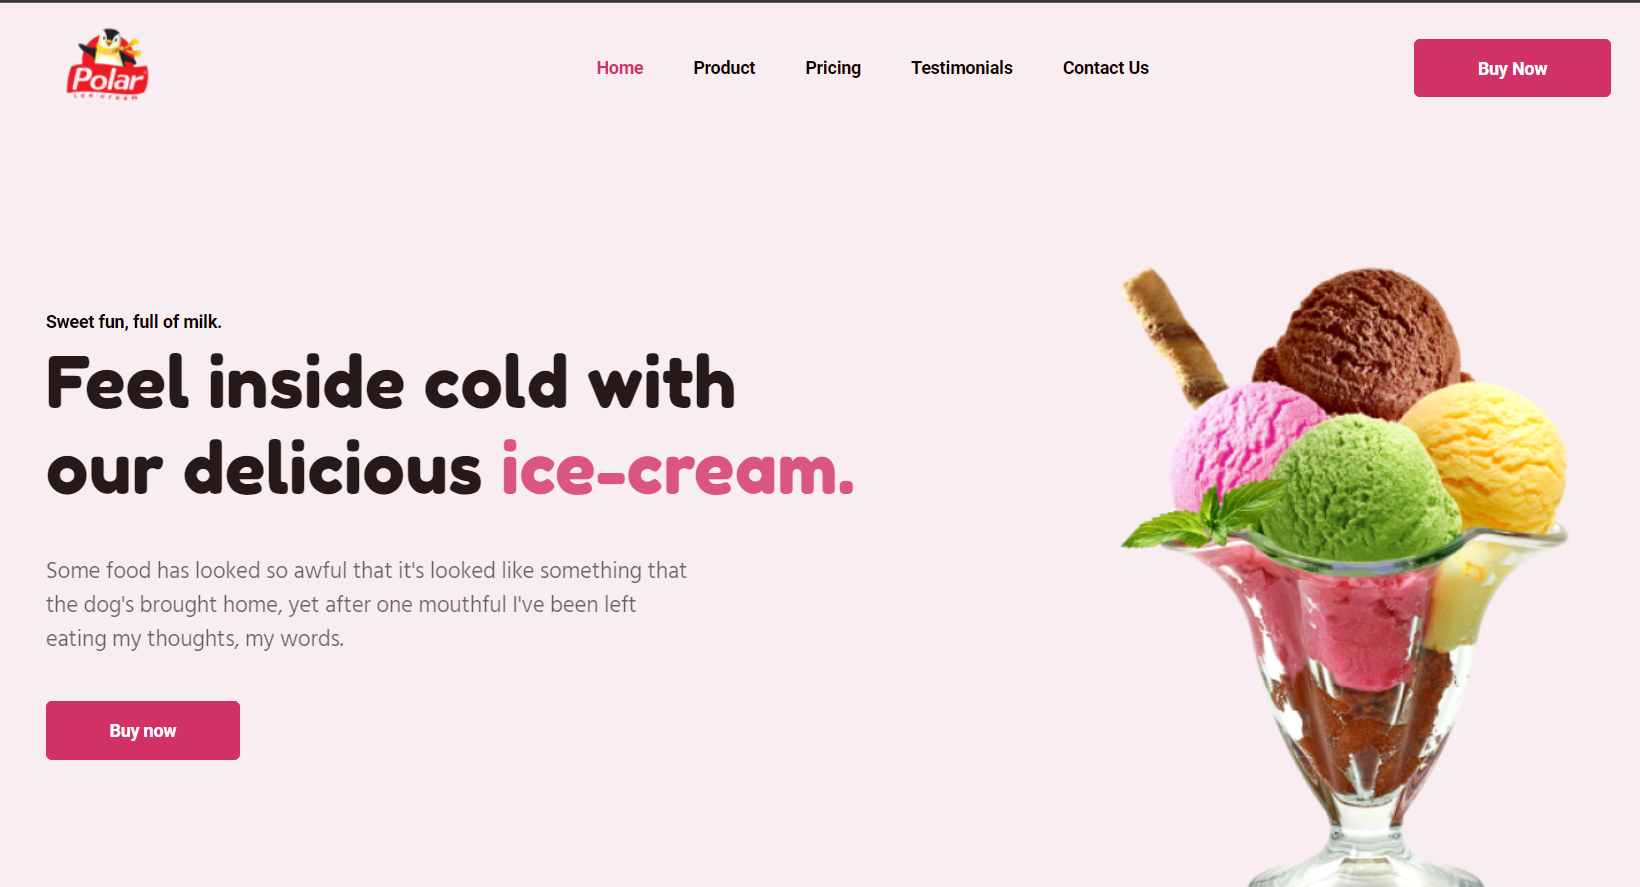 Polar
ice cream
Home
Product
Pricing
Testimonials
Contact Us
Buy Now
Sweet fun, full of milk.
Feel inside cold with
our delicious ice-cream.
Some food has looked so awful that it's looked like something that
the dog's brought home, yet after one mouthful I've been left
eating my thoughts, my words.
Buy now